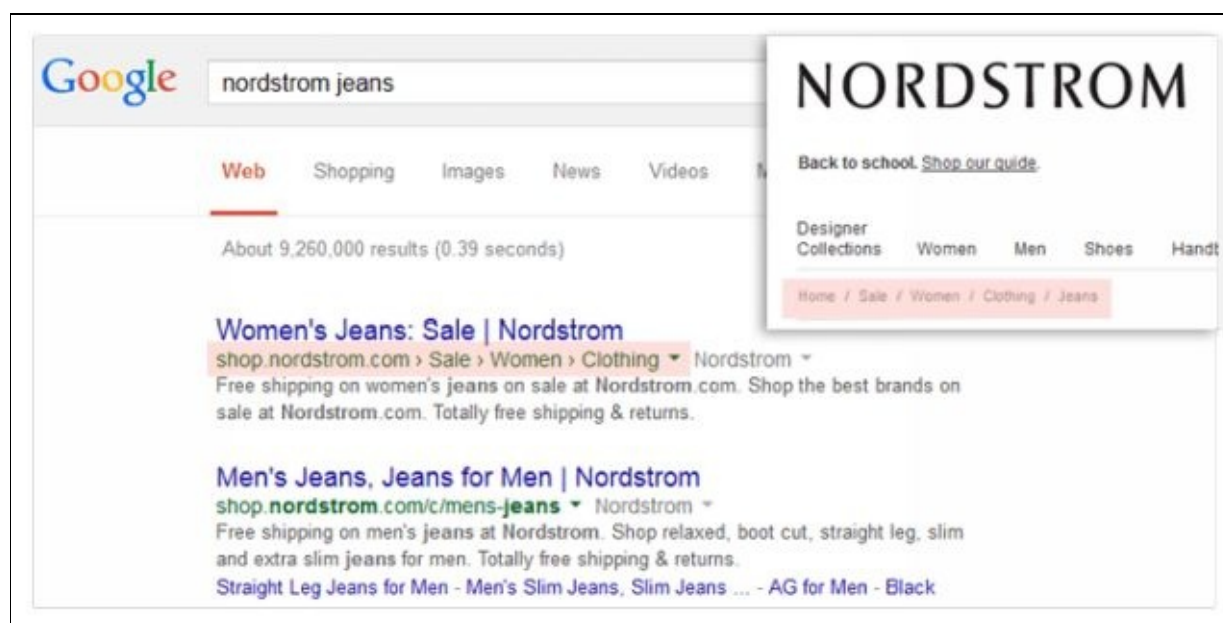 Google
nordstrom jeans
Web Shopping Images News Videos
About 9,260,000 results (0.39 seconds)
Women's Jeans: Sale | Nordstrom
shop.nordstrom.com › Sale › Women › Clothing ▼ Nordstrom ▼
Free shipping on women's jeans on sale at Nordstrom.com. Shop the best brands on
sale at Nordstrom.com. Totally free shipping & returns.
Men's Jeans, Jeans for Men | Nordstrom
shop.nordstrom.com/c/mens-jeans ▼ Nordstrom ▼
Free shipping on men's jeans at Nordstrom. Shop relaxed, boot cut, straight leg, slim
and extra slim jeans for men. Totally free shipping & returns.
Straight Leg Jeans for Men - Men's Slim Jeans, Slim Jeans ... - AG for Men - Black
NORDSTROM
Back to school. Shop our guide.
Designer
Collections Women Men Shoes
Home / Sale / Women / Clothing / Jeans